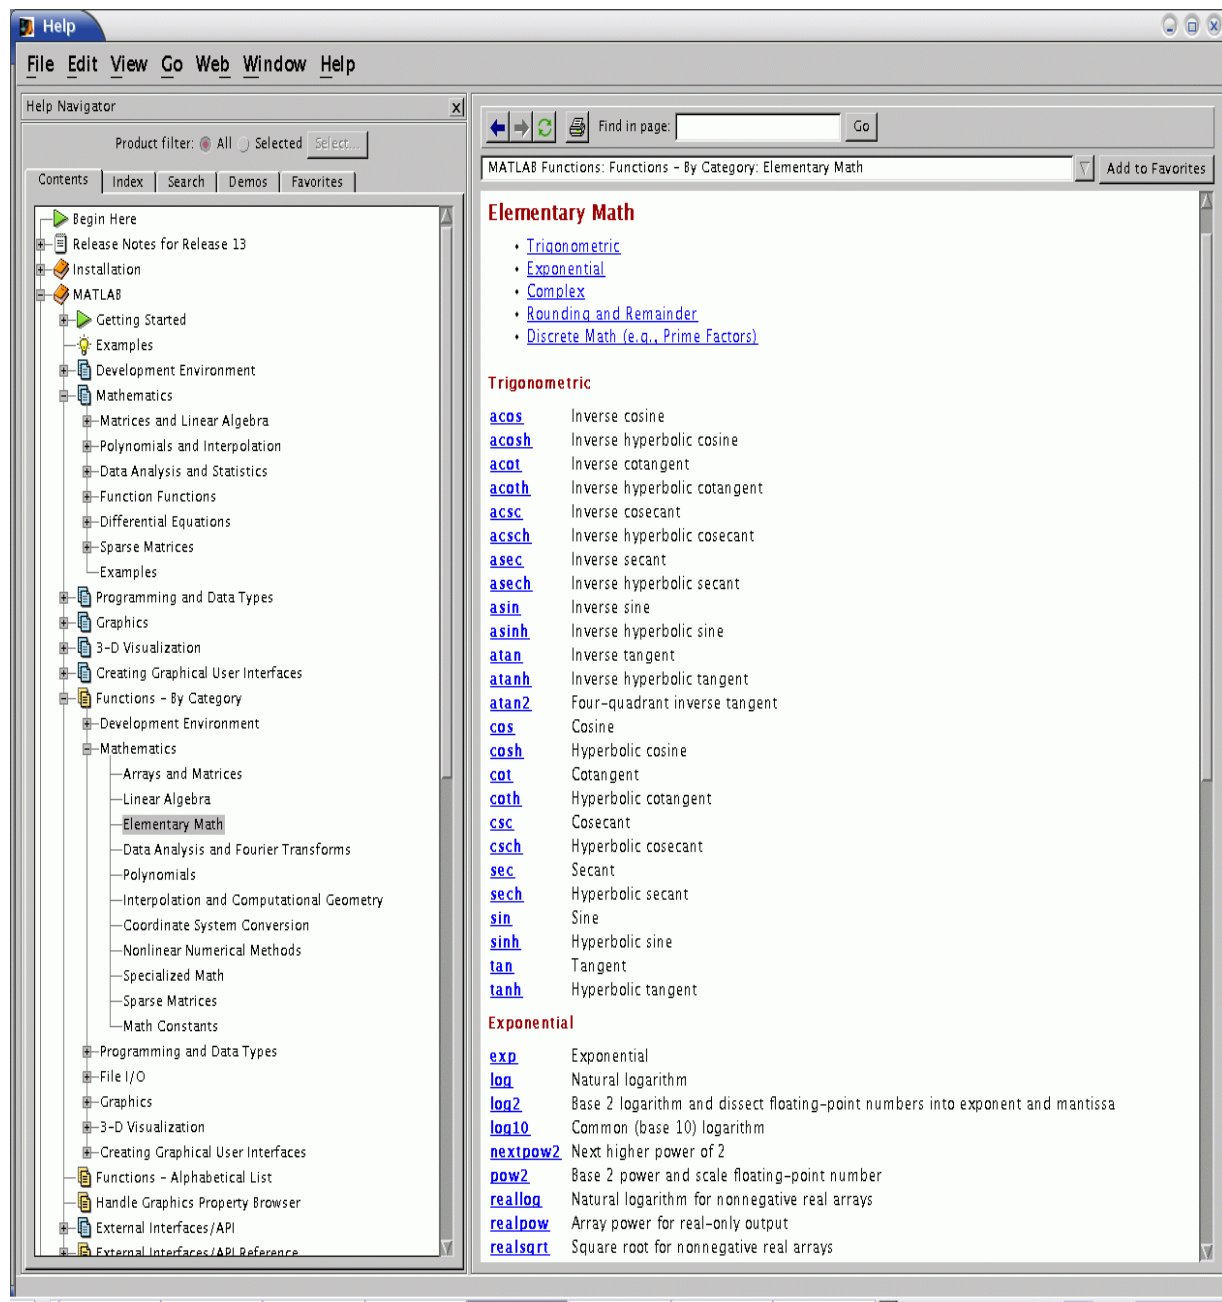 Help
File Edit View Go Web Window Help
Help Navigator
Product filter: All Selected Select...
Contents Index Search Demos Favorites
Begin Here
Release Notes for Release 13
Installation
MATLAB
Getting Started
Examples
Development Environment
Mathematics
Matrices and Linear Algebra
Polynomials and Interpolation
Data Analysis and Statistics
Function Functions
Differential Equations
Sparse Matrices
Examples
Programming and Data Types
Graphics
3-D Visualization
Creating Graphical User Interfaces
Functions - By Category
Development Environment
Mathematics
Arrays and Matrices
Linear Algebra
Elementary Math
Data Analysis and Fourier Transforms
Polynomials
Interpolation and Computational Geometry
Coordinate System Conversion
Nonlinear Numerical Methods
Specialized Math
Sparse Matrices
Math Constants
Programming and Data Types
File I/O
Graphics
3-D Visualization
Creating Graphical User Interfaces
Functions - Alphabetical List
Handle Graphics Property Browser
External Interfaces/API
External Interfaces/API Reference
Find in page: Go
MATLAB Functions: Functions - By Category: Elementary Math Add to Favorites
Elementary Math
• Trigonometric
• Exponential
• Complex
• Rounding and Remainder
• Discrete Math (e.g., Prime Factors)
Trigonometric
acos Inverse cosine
acosh Inverse hyperbolic cosine
acot Inverse cotangent
acoth Inverse hyperbolic cotangent
acsc Inverse cosecant
acsch Inverse hyperbolic cosecant
asec Inverse secant
asech Inverse hyperbolic secant
asin Inverse sine
asinh Inverse hyperbolic sine
atan Inverse tangent
atanh Inverse hyperbolic tangent
atan2 Four-quadrant inverse tangent
cos Cosine
cosh Hyperbolic cosine
cot Cotangent
coth Hyperbolic cotangent
csc Cosecant
csch Hyperbolic cosecant
sec Secant
sech Hyperbolic secant
sin Sine
sinh Hyperbolic sine
tan Tangent
tanh Hyperbolic tangent
Exponential
exp Exponential
log Natural logarithm
log2 Base 2 logarithm and dissect floating-point numbers into exponent and mantissa
log10 Common (base 10) logarithm
nextpow2 Next higher power of 2
pow2 Base 2 power and scale floating-point number
reallog Natural logarithm for nonnegative real arrays
realpow Array power for real-only output
realsqrt Square root for nonnegative real arrays